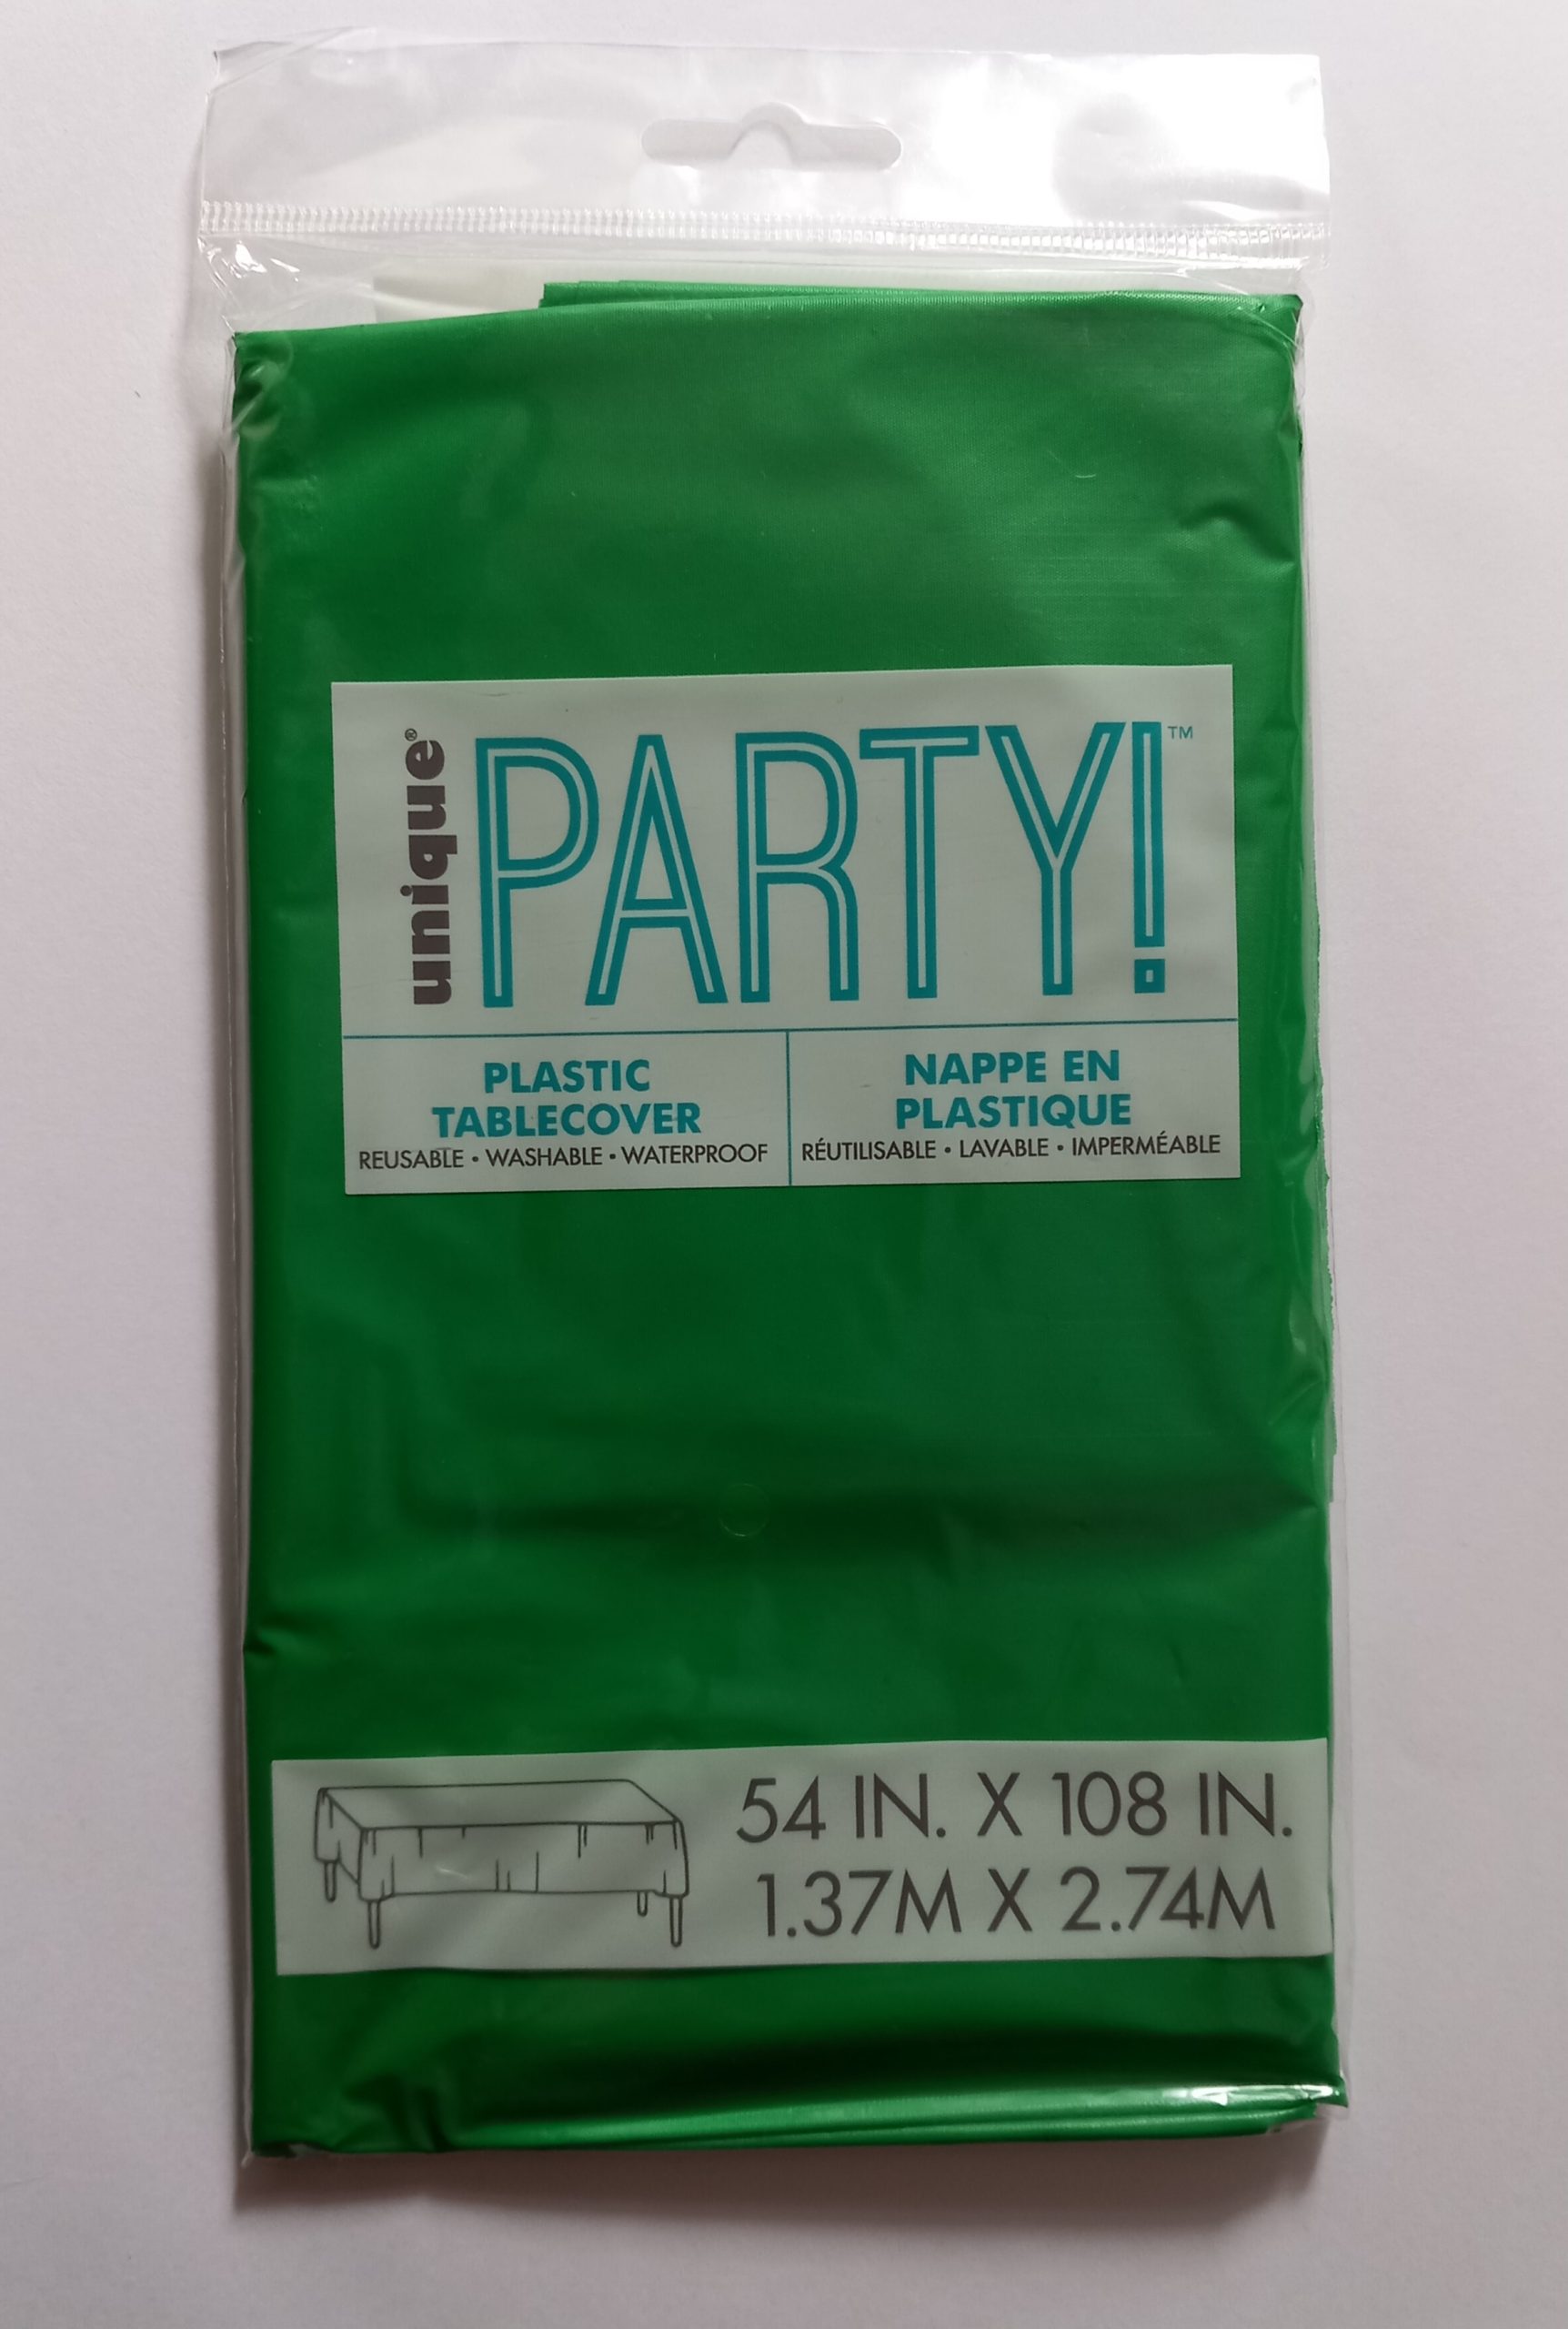 unique®
PARTY!™
PLASTIC
TABLECOVER
REUSABLE • WASHABLE • WATERPROOF
NAPPE EN
PLASTIQUE
RÉUTILISABLE • LAVABLE • IMPERMÉABLE
54 IN. X 108 IN.
1.37M X 2.74M